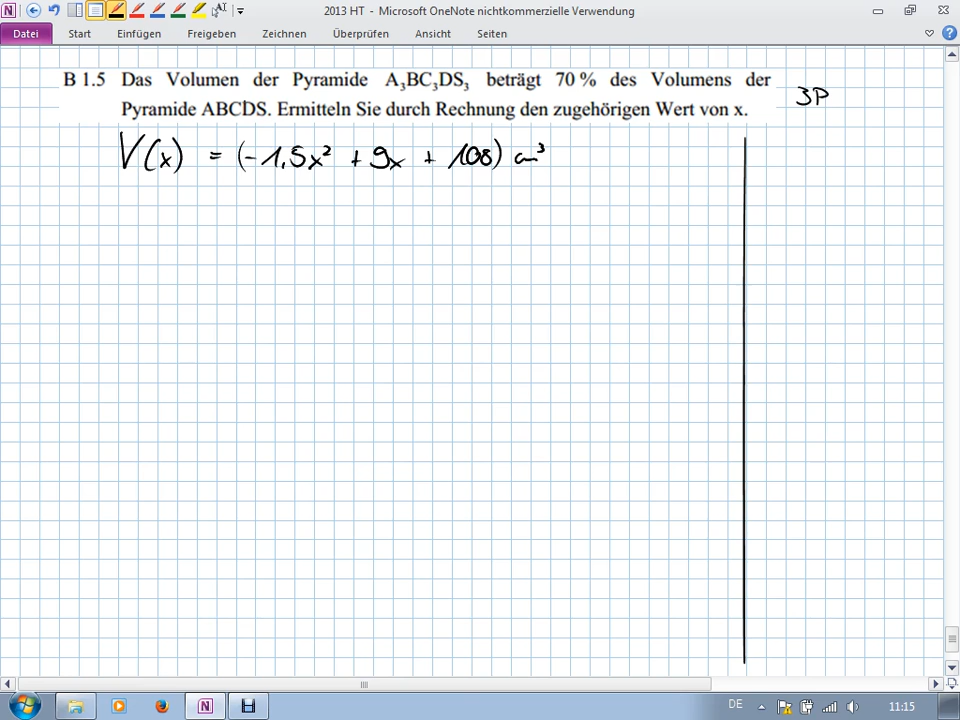 2013 HT - Microsoft OneNote nichtkommerzielle Verwendung
Datei Start Einfügen Freigeben Zeichnen Überprüfen Ansicht Seiten
B 1.5 Das Volumen der Pyramide A₃BC₃DS₃ beträgt 70 % des Volumens der
Pyramide ABCDS. Ermitteln Sie durch Rechnung den zugehörigen Wert von x.
3P
V(x) = (-1,5x² + 9x + 108) cm³
DE 11:15